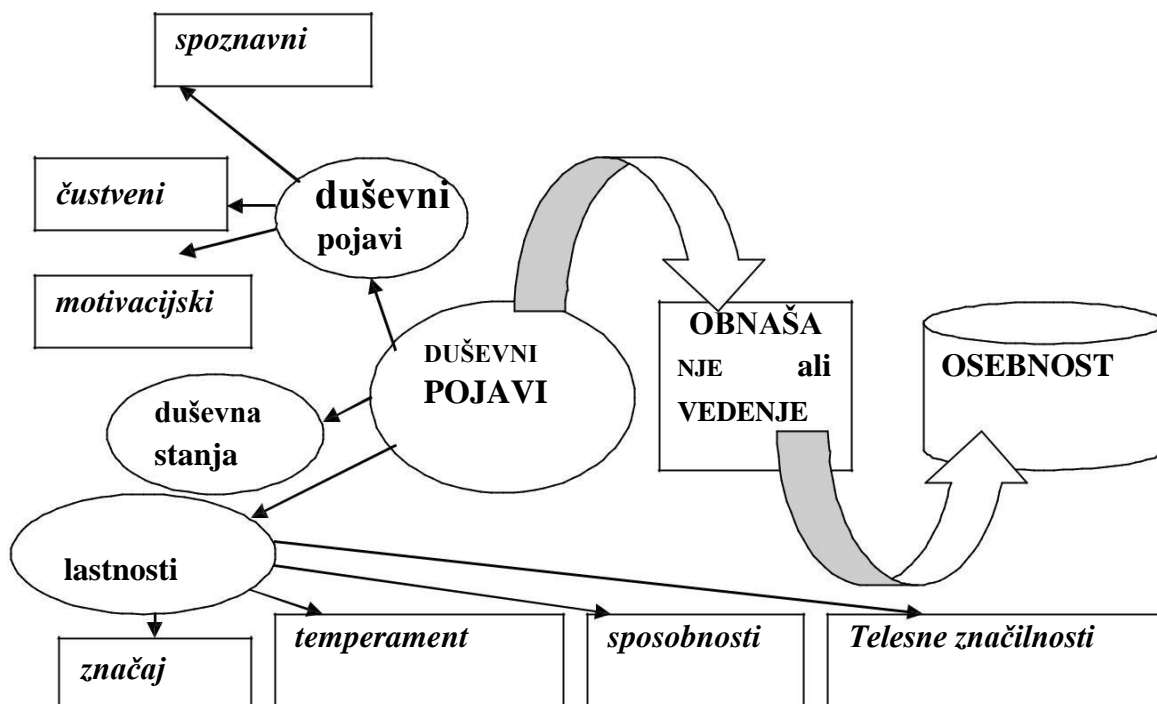 spoznavni
čustveni
duševni
pojavi
motivacijski
DUŠEVNI
POJAVI
OBNAŠA
NJE ali
VEDENJE
OSEBNOST
duševna
stanja
lastnosti
značaj
temperament
sposobnosti
Telesne značilnosti